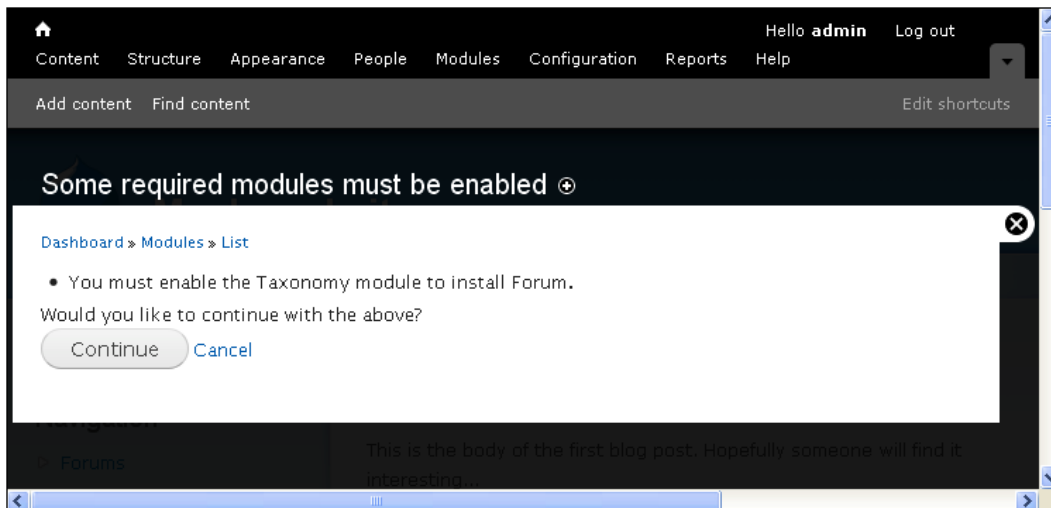 Hello admin Log out
Content Structure Appearance People Modules Configuration Reports Help
Add content Find content Edit shortcuts
Some required modules must be enabled
Dashboard » Modules » List
• You must enable the Taxonomy module to install Forum.
Would you like to continue with the above?
Continue Cancel
Navigation
This is the body of the first blog post. Hopefully someone will find it
Forums
interesting...